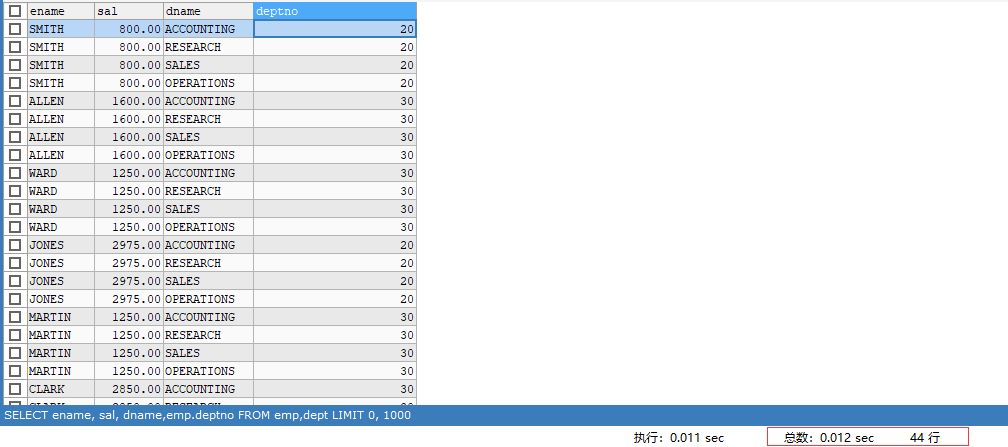 ename sal dname deptno
SMITH 800.00 ACCOUNTING 20
SMITH 800.00 RESEARCH 20
SMITH 800.00 SALES 20
SMITH 800.00 OPERATIONS 20
ALLEN 1600.00 ACCOUNTING 30
ALLEN 1600.00 RESEARCH 30
ALLEN 1600.00 SALES 30
ALLEN 1600.00 OPERATIONS 30
WARD 1250.00 ACCOUNTING 30
WARD 1250.00 RESEARCH 30
WARD 1250.00 SALES 30
WARD 1250.00 OPERATIONS 30
JONES 2975.00 ACCOUNTING 20
JONES 2975.00 RESEARCH 20
JONES 2975.00 SALES 20
JONES 2975.00 OPERATIONS 20
MARTIN 1250.00 ACCOUNTING 30
MARTIN 1250.00 RESEARCH 30
MARTIN 1250.00 SALES 30
MARTIN 1250.00 OPERATIONS 30
CLARK 2850.00 ACCOUNTING 30
SELECT ename, sal, dname,emp.deptno FROM emp,dept LIMIT 0, 1000
执行: 0.011 sec 总数: 0.012 sec 44 行